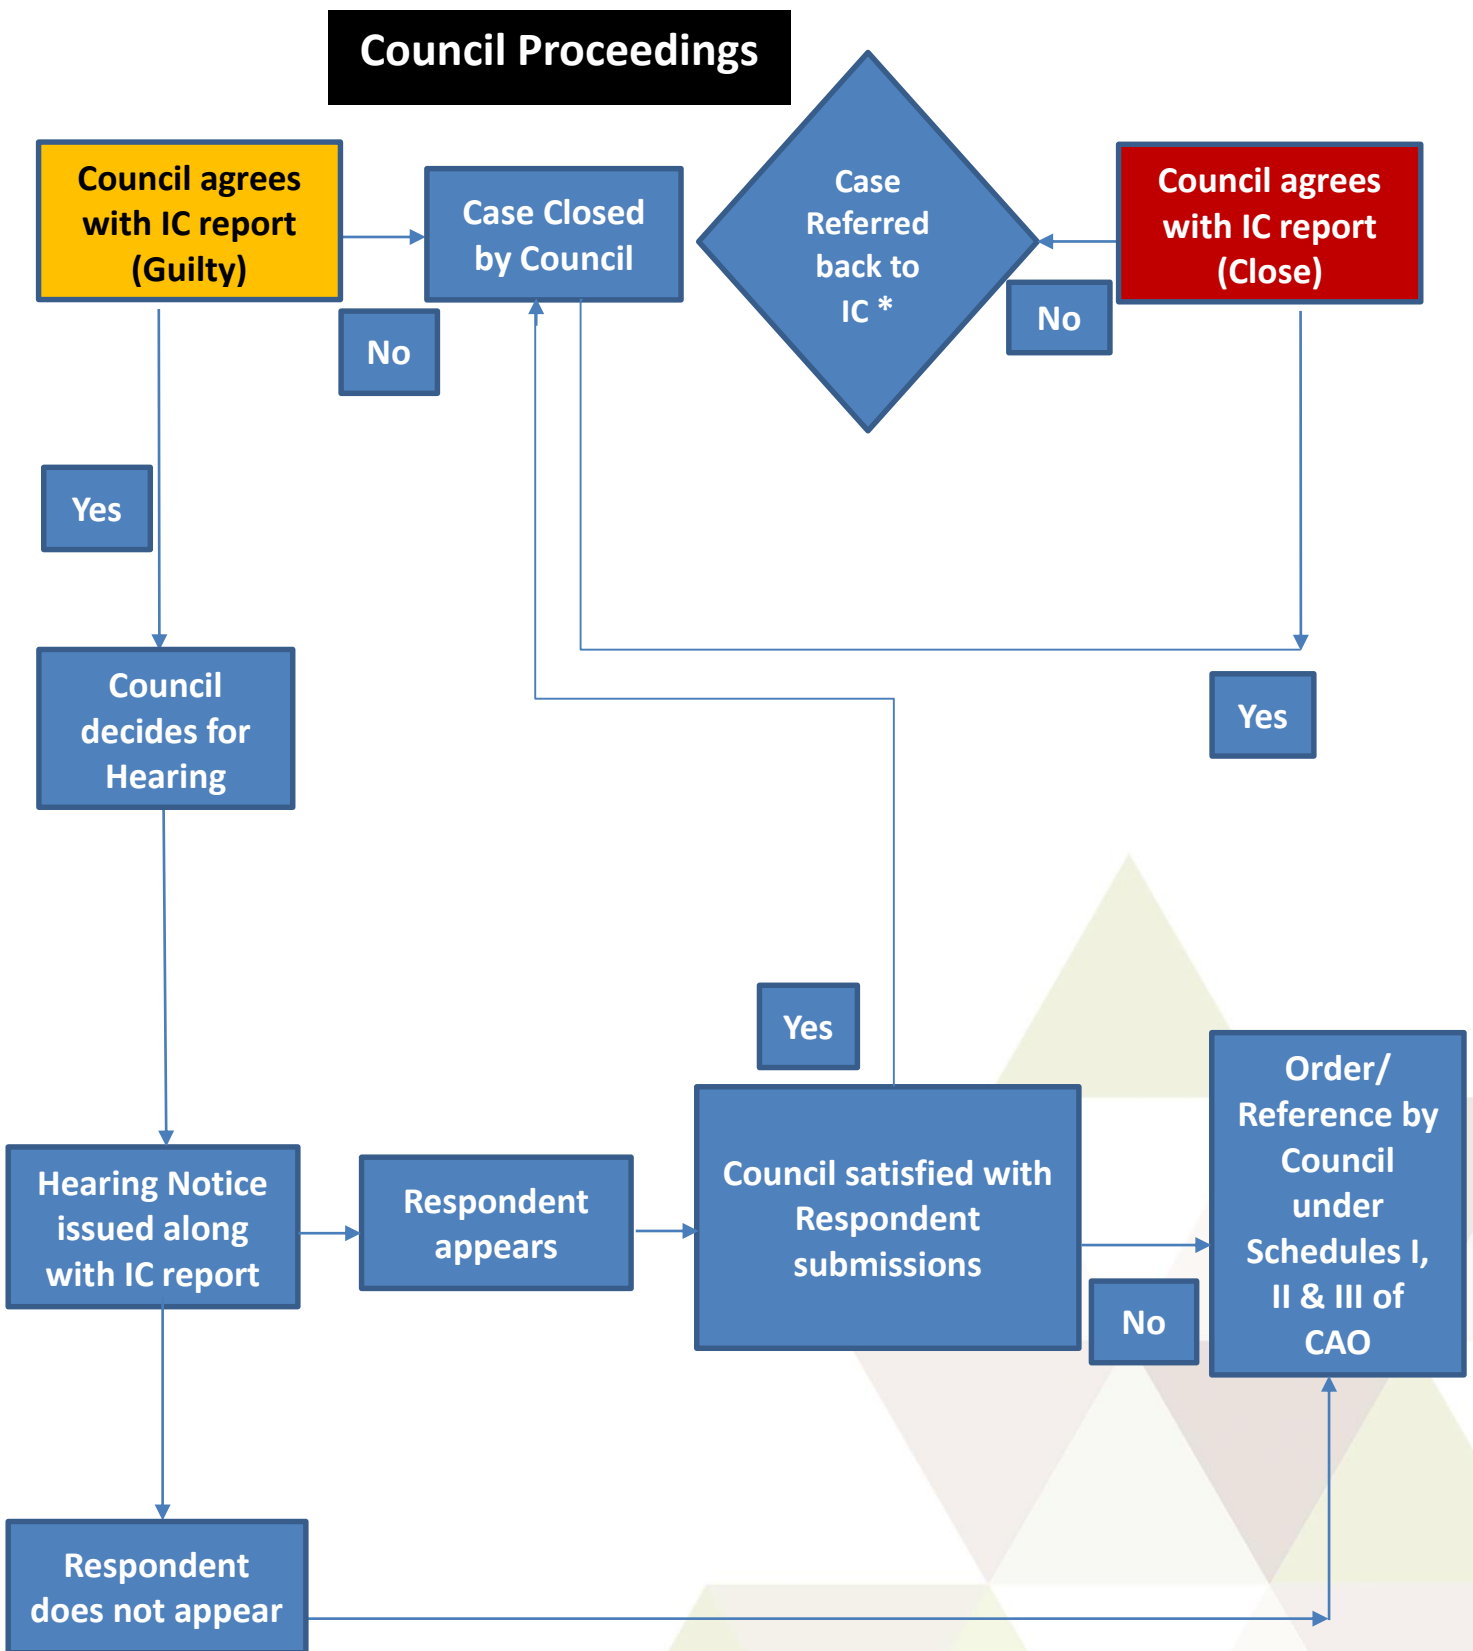 Council Proceedings
Council agrees
with IC report
(Guilty)
Case Closed
by Council
Case
Referred
back to
IC *
Council agrees
with IC report
(Close)
No
No
Yes
Council
decides for
Hearing
Yes
Yes
Hearing Notice
issued along
with IC report
Respondent
appears
Council satisfied with
Respondent
submissions
Order/
Reference by
Council
under
Schedules I,
II & III of
CAO
No
Respondent
does not appear